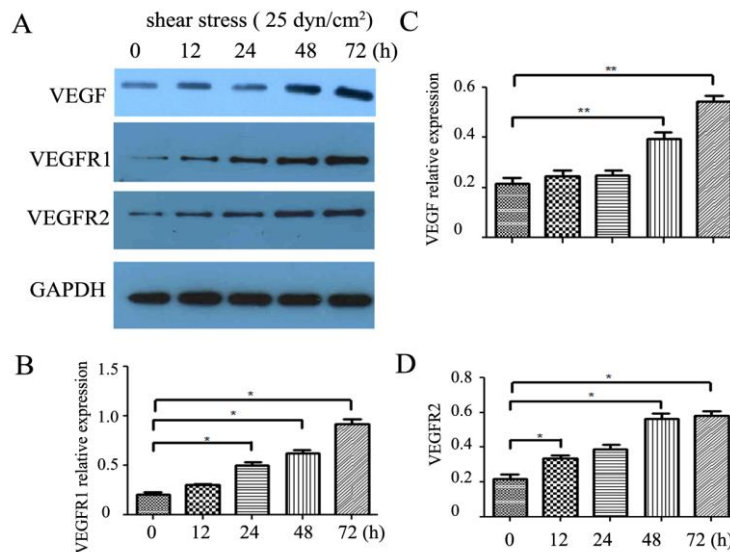 A
shear stress ( 25 dyn/cm²)
0 12 24 48 72 (h)
VEGF
VEGFR1
VEGFR2
GAPDH
B
VEGFR1 relative expression
1.5
1.0
0.5
0
*
*
*
0 12 24 48 72 (h)
C
VEGF relative expression
0.6
0.4
0.2
0
**
**
D
VEGFR2
0.8
0.6
0.4
0.2
0
*
*
*
0 12 24 48 72 (h)